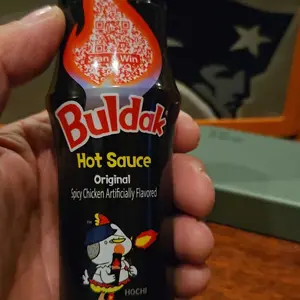 Scan Win
Buldak
Hot Sauce
Original
Spicy Chicken Artificially Flavored
HOCHI